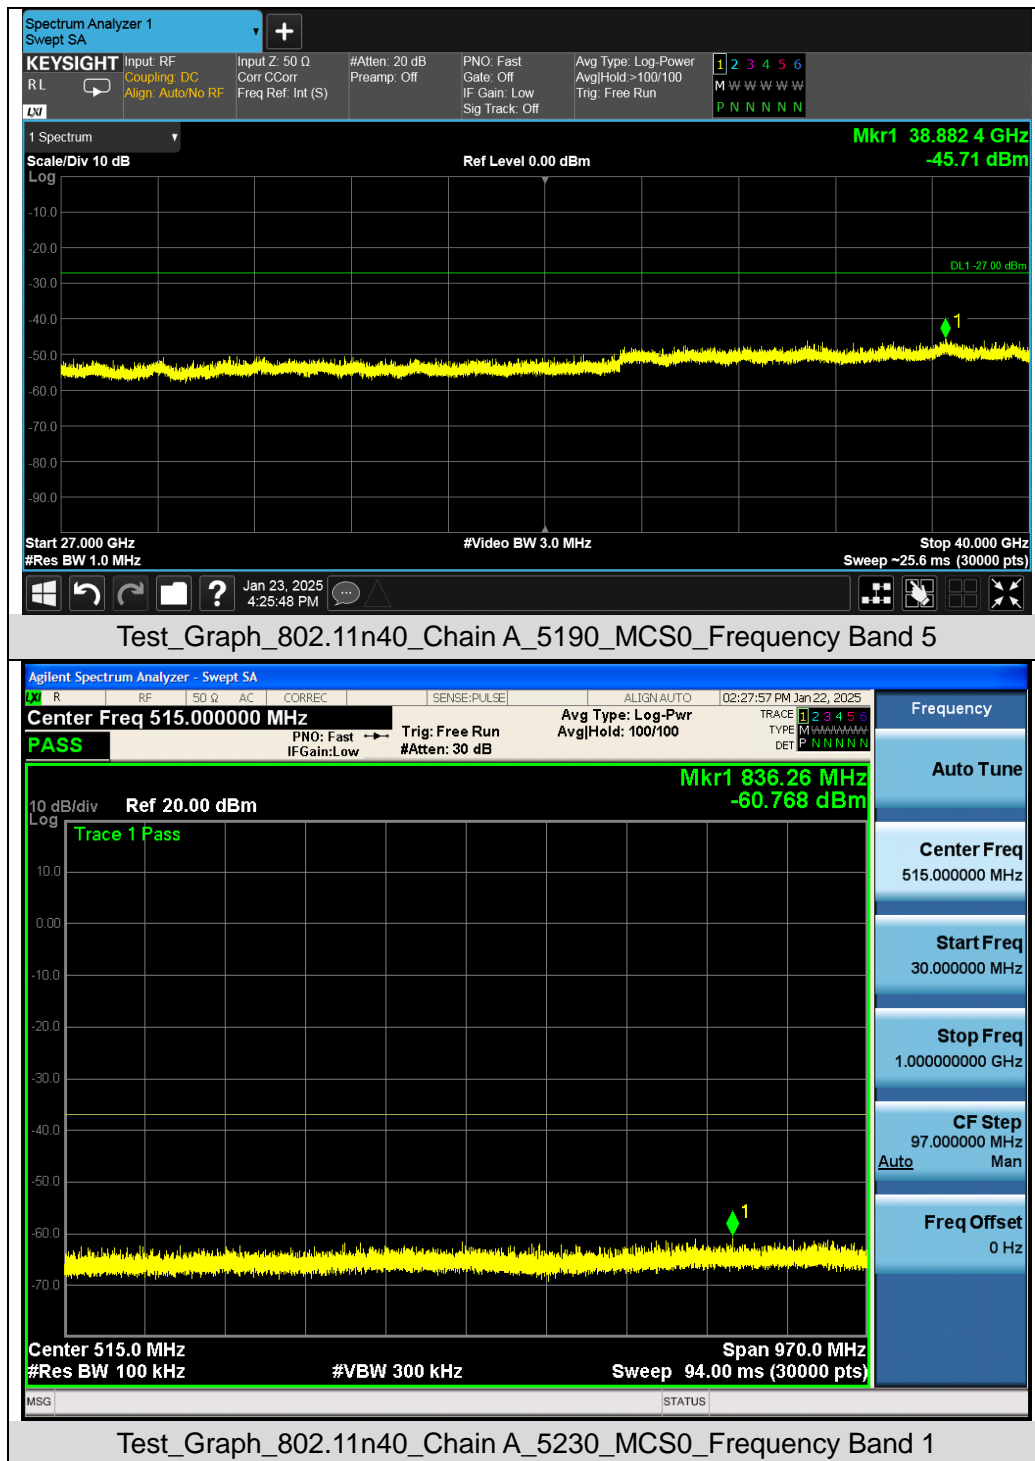 Spectrum Analyzer 1
Swept SA
+
KEYSIGHT Input: RF Input Z: 50 Ω #Atten: 20 dB PNO: Fast Avg Type: Log-Power 1 2 3 4 5 6
RL Coupling: DC Corr CCorr Preamp: Off Gate: Off Avg|Hold:>100/100 M W W W W W
Align: Auto/No RF Freq Ref: Int (S) IF Gain: Low Trig: Free Run
LXI Sig Track: Off P N N N N N
1 Spectrum Mkr1 38.882 4 GHz
Scale/Div 10 dB Ref Level 0.00 dBm -45.71 dBm
Log
-10.0
-20.0
DL1 -27.00 dBm
-30.0
-40.0
1
-50.0
-60.0
-70.0
-80.0
-90.0
Start 27.000 GHz #Video BW 3.0 MHz Stop 40.000 GHz
#Res BW 1.0 MHz Sweep ~25.6 ms (30000 pts)
? Jan 23, 2025
4:25:48 PM
Test_Graph_802.11n40_Chain A_5190_MCS0_Frequency Band 5
Agilent Spectrum Analyzer - Swept SA
LXI R RF 50 Ω AC CORREC SENSE:PULSE ALIGN AUTO 02:27:57 PM Jan 22, 2025
Center Freq 515.000000 MHz Avg Type: Log-Pwr TRACE 1 2 3 4 5 6 Frequency
PASS PNO: Fast Trig: Free Run Avg|Hold: 100/100 TYPE M W W W W W
IFGain:Low #Atten: 30 dB DET P N N N N N
Auto Tune
Mkr1 836.26 MHz
10 dB/div Ref 20.00 dBm -60.768 dBm
Log
Trace 1 Pass
Center Freq
515.000000 MHz
10.0
0.00
Start Freq
30.000000 MHz
-10.0
-20.0
Stop Freq
1.000000000 GHz
-30.0
-40.0
CF Step
97.000000 MHz
Auto Man
-50.0
1
Freq Offset
0 Hz
-60.0
-70.0
Center 515.0 MHz Span 970.0 MHz
#Res BW 100 kHz #VBW 300 kHz Sweep 94.00 ms (30000 pts)
MSG STATUS
Test_Graph_802.11n40_Chain A_5230_MCS0_Frequency Band 1